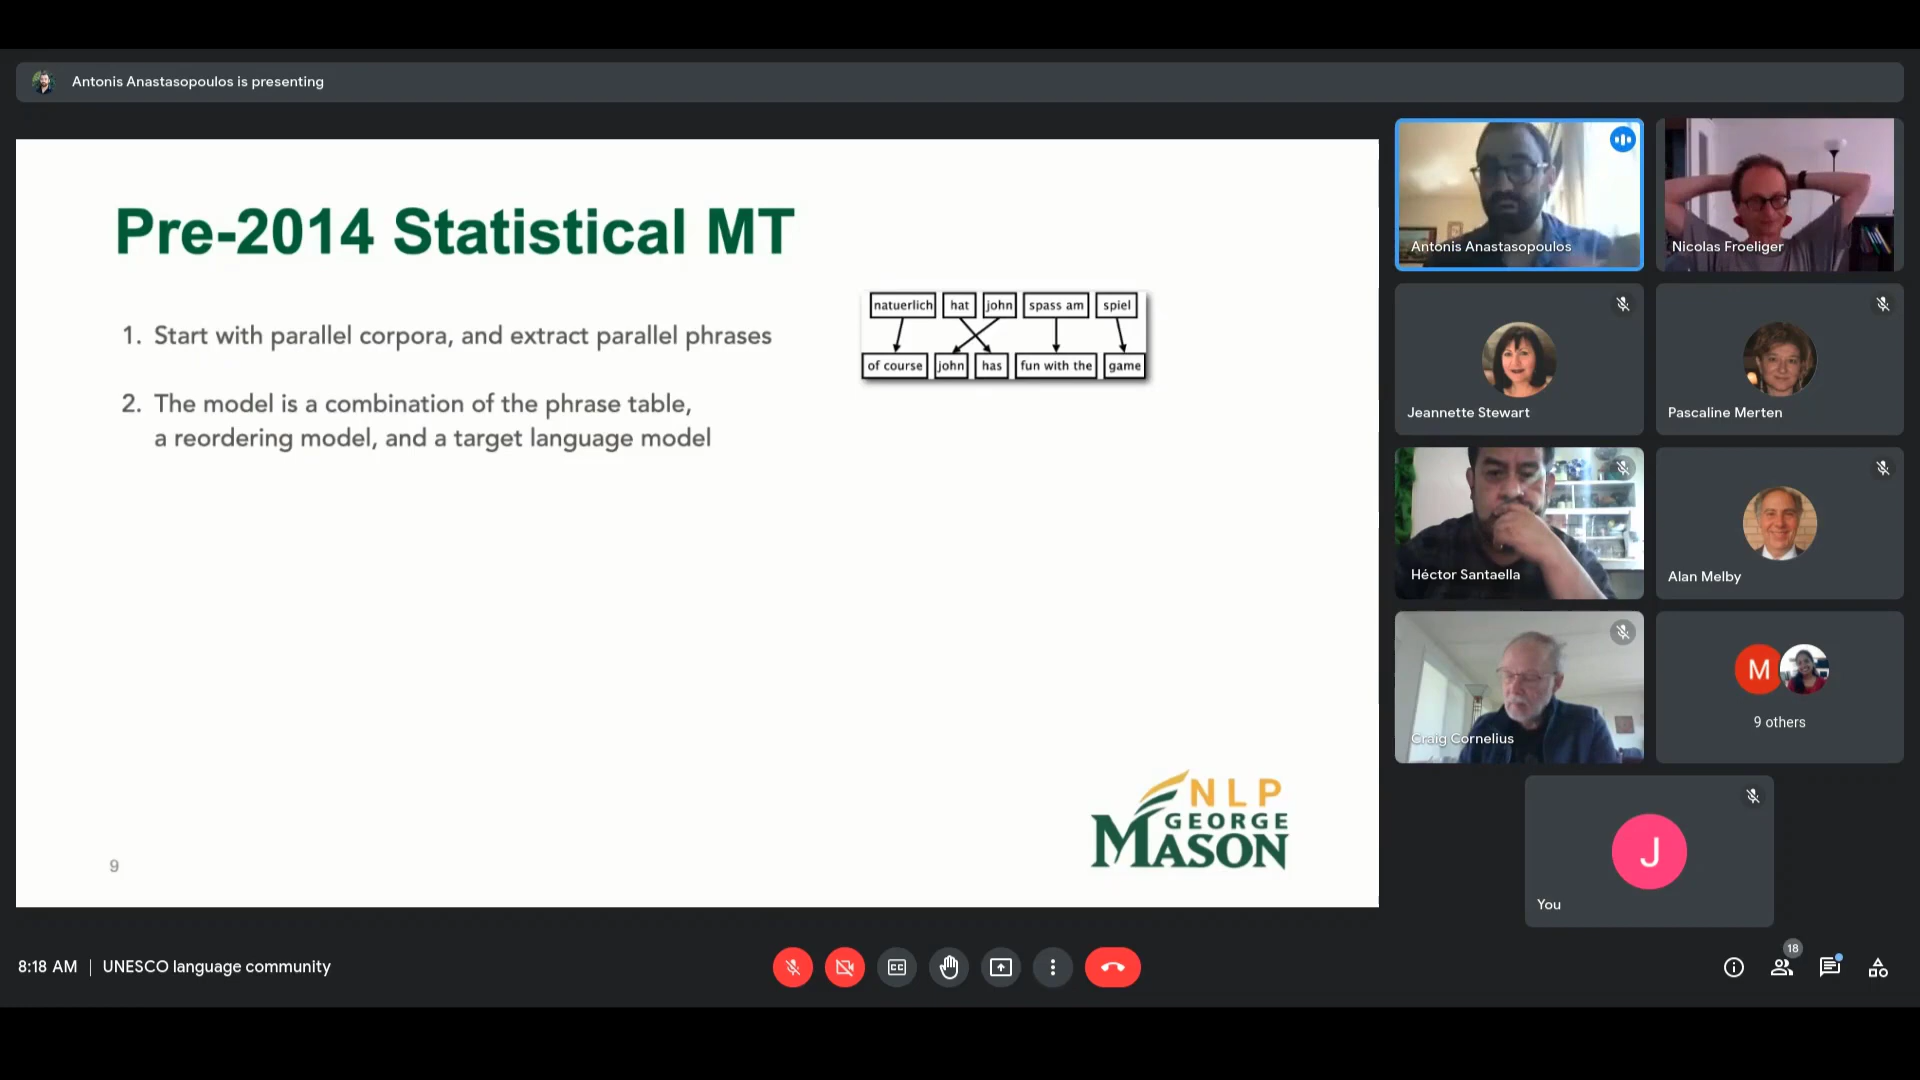 Antonis Anastasopoulos is presenting
Pre-2014 Statistical MT
1. Start with parallel corpora, and extract parallel phrases
2. The model is a combination of the phrase table,
a reordering model, and a target language model
natuerlich hat john spass am spiel
of course john has fun with the game
NLP
GEORGE
MASON
9
Antonis Anastasopoulos
Nicolas Froeliger
Jeannette Stewart
Pascaline Merten
Héctor Santaella
Alan Melby
Craig Cornelius
M
9 others
J
You
8:18 AM | UNESCO language community
CC
18